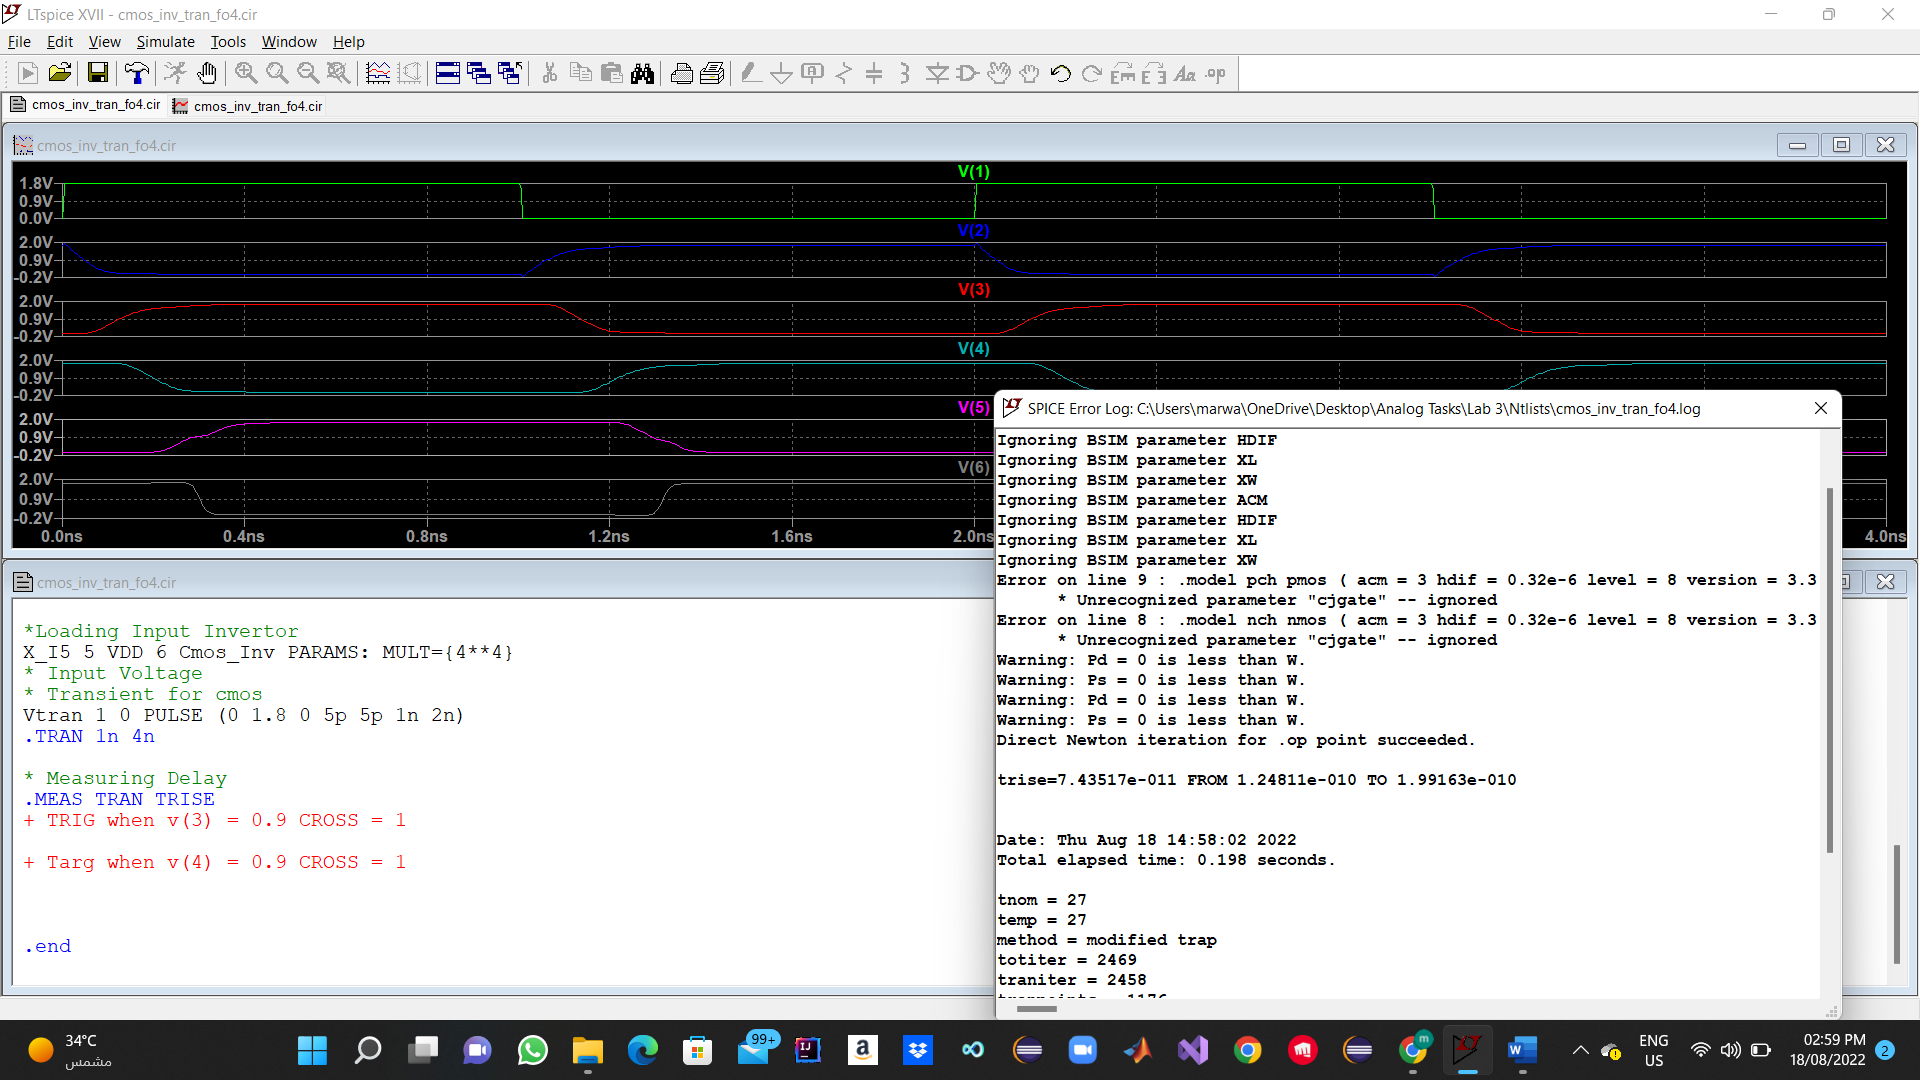 LTspice XVII - cmos_inv_tran_fo4.cir
File Edit View Simulate Tools Window Help
cmos_inv_tran_fo4.cir cmos_inv_tran_fo4.cir
cmos_inv_tran_fo4.cir
V(1)
1.8V
0.9V
0.0V
V(2)
2.0V
0.9V
-0.2V
V(3)
2.0V
0.9V
-0.2V
V(4)
2.0V
0.9V
-0.2V
V(5)
2.0V
0.9V
-0.2V
V(6)
2.0V
0.9V
-0.2V
0.0ns 0.4ns 0.8ns 1.2ns 1.6ns 2.0ns 4.0ns
cmos_inv_tran_fo4.cir
*Loading Input Invertor
X_I5 5 VDD 6 Cmos_Inv PARAMS: MULT={4**4}
* Input Voltage
* Transient for cmos
Vtran 1 0 PULSE (0 1.8 0 5p 5p 1n 2n)
.TRAN 1n 4n
* Measuring Delay
.MEAS TRAN TRISE
+ TRIG when v(3) = 0.9 CROSS = 1
+ Targ when v(4) = 0.9 CROSS = 1
.end
SPICE Error Log: C:\Users\marwa\OneDrive\Desktop\Analog Tasks\Lab 3\Ntlists\cmos_inv_tran_fo4.log
Ignoring BSIM parameter HDIF
Ignoring BSIM parameter XL
Ignoring BSIM parameter XW
Ignoring BSIM parameter ACM
Ignoring BSIM parameter HDIF
Ignoring BSIM parameter XL
Ignoring BSIM parameter XW
Error on line 9 : .model pch pmos ( acm = 3 hdif = 0.32e-6 level = 8 version = 3.3
* Unrecognized parameter "cjgate" -- ignored
Error on line 8 : .model nch nmos ( acm = 3 hdif = 0.32e-6 level = 8 version = 3.3
* Unrecognized parameter "cjgate" -- ignored
Warning: Pd = 0 is less than W.
Warning: Ps = 0 is less than W.
Warning: Pd = 0 is less than W.
Warning: Ps = 0 is less than W.
Direct Newton iteration for .op point succeeded.
trise=7.43517e-011 FROM 1.24811e-010 TO 1.99163e-010
Date: Thu Aug 18 14:58:02 2022
Total elapsed time: 0.198 seconds.
tnom = 27
temp = 27
method = modified trap
totiter = 2469
traniter = 2458
34°C
مشمس
99+
ENG
US
02:59 PM
18/08/2022
2